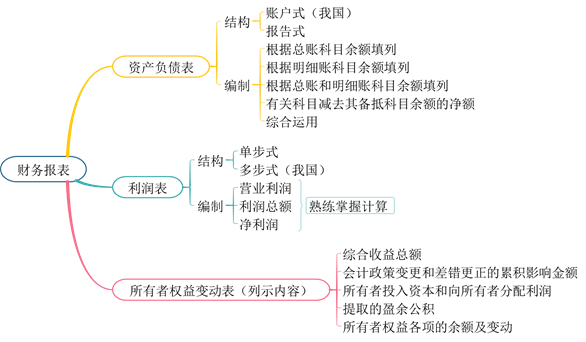 财务报表
资产负债表
结构
账户式（我国）
报告式
编制
根据总账科目余额填列
根据明细账科目余额填列
根据总账和明细账科目余额填列
有关科目减去其备抵科目余额的净额
综合运用
利润表
结构
单步式
多步式（我国）
编制
营业利润
利润总额
净利润
熟练掌握计算
所有者权益变动表（列示内容）
综合收益总额
会计政策变更和差错更正的累积影响金额
所有者投入资本和向所有者分配利润
提取的盈余公积
所有者权益各项的余额及变动